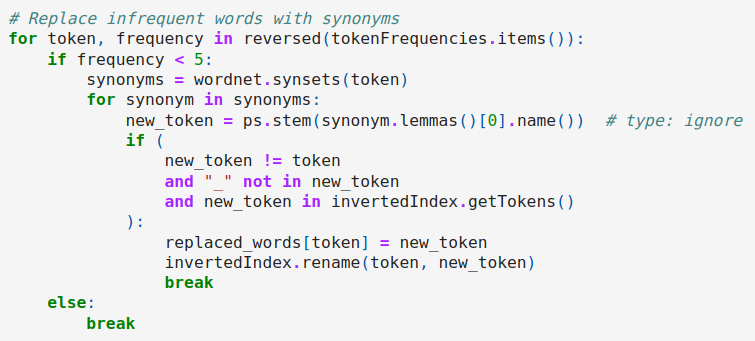 # Replace infrequent words with synonyms
for token, frequency in reversed(tokenFrequencies.items()):
    if frequency < 5:
        synonyms = wordnet.synsets(token)
        for synonym in synonyms:
            new_token = ps.stem(synonym.lemmas()[0].name())  # type: ignore
            if (
                new_token != token
                and "_" not in new_token
                and new_token in invertedIndex.getTokens()
            ):
                replaced_words[token] = new_token
                invertedIndex.rename(token, new_token)
                break
    else:
        break